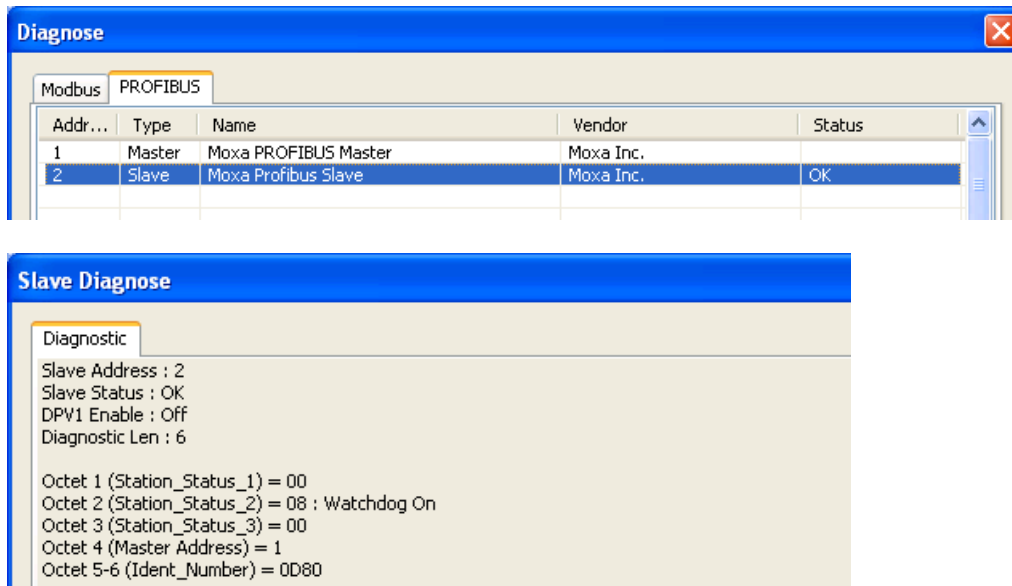 Diagnose
Modbus PROFIBUS
Addr... Type Name Vendor Status
1 Master Moxa PROFIBUS Master Moxa Inc.
2 Slave Moxa Profibus Slave Moxa Inc. OK
Slave Diagnose
Diagnostic
Slave Address : 2
Slave Status : OK
DPV1 Enable : Off
Diagnostic Len : 6
Octet 1 (Station_Status_1) = 00
Octet 2 (Station_Status_2) = 08 : Watchdog On
Octet 3 (Station_Status_3) = 00
Octet 4 (Master Address) = 1
Octet 5-6 (Ident_Number) = 0D80